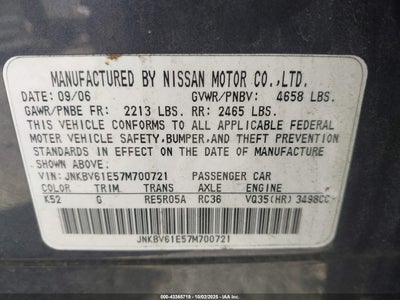 MANUFACTURED BY NISSAN MOTOR CO.,LTD.
DATE: 09/06 GVWR/PNBV: 4658 LBS.
GAWR/PNBE FR: 2213 LBS. RR: 2465 LBS.
THIS VEHICLE CONFORMS TO ALL APPLICABLE FEDERAL
MOTOR VEHICLE SAFETY,BUMPER,AND THEFT PREVENTION
STANDARDS IN EFFECT ON THE DATE OF MANUFACTURE
SHOWN ABOVE.
VIN: JNKBV61E57M700721 PASSENGER CAR
COLOR TRIM TRANS AXLE ENGINE
K52 G RE5R05A RC36 VQ35(HR) 3498CC
JNKBV61E57M700721
ID: 000-43365719 - 10/02/2025 - IAA Inc.